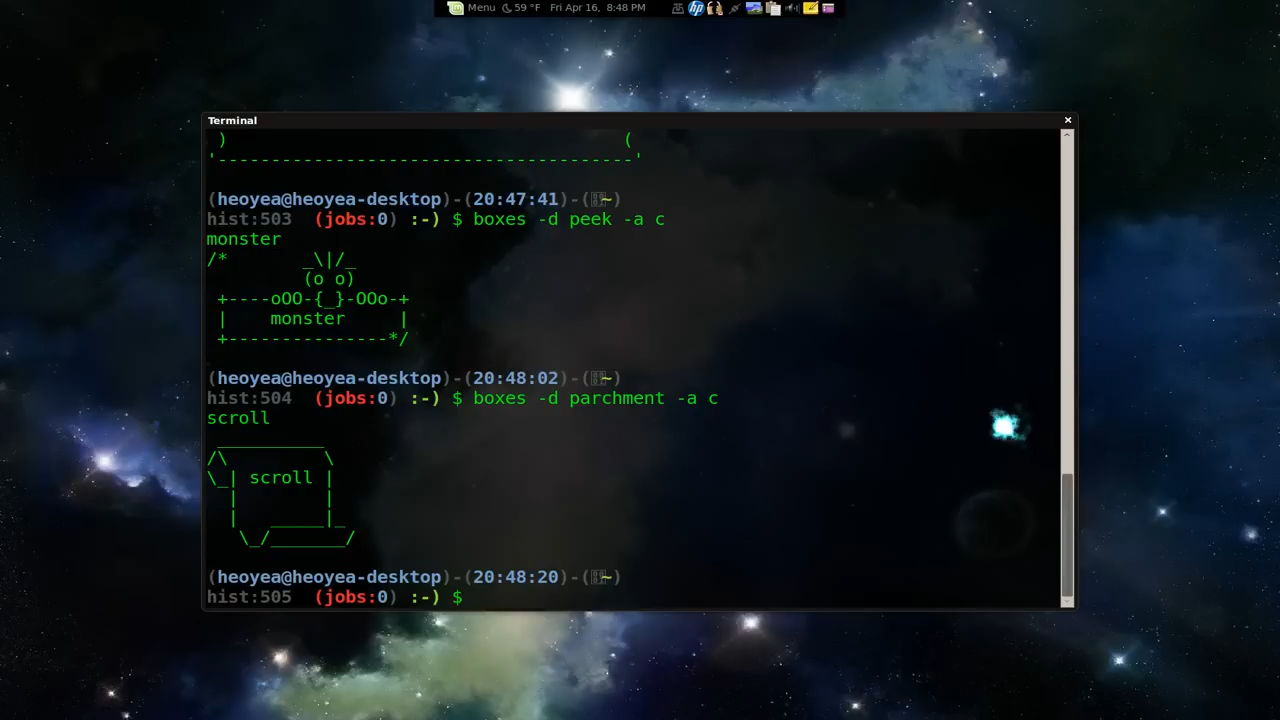 Menu 59 °F Fri Apr 16, 8:48 PM hp
Terminal
 )                                      (
'---------------------------------------'
(heoyea@heoyea-desktop)-(20:47:41)-(~)
hist:503  (jobs:0) :-) $ boxes -d peek -a c
monster
/*       _\|/_
         (o o)
 +----oOO-{_}-OOo-+
 |    monster     |
 +---------------*/
(heoyea@heoyea-desktop)-(20:48:02)-(~)
hist:504  (jobs:0) :-) $ boxes -d parchment -a c
scroll
 __________
/\         \
\_| scroll |
  |        |
  |   _____|_
   \_/_______/
(heoyea@heoyea-desktop)-(20:48:20)-(~)
hist:505  (jobs:0) :-) $